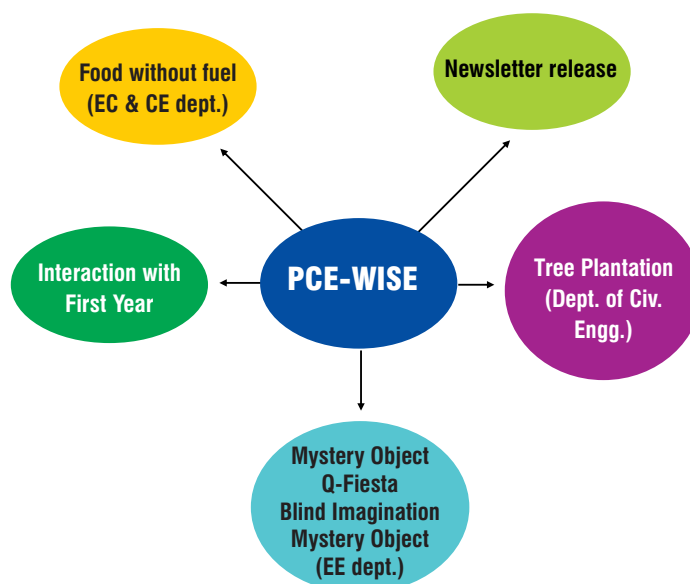 Food without fuel
(EC & CE dept.)
Newsletter release
Interaction with
First Year
PCE-WISE
Tree Plantation
(Dept. of Civ.
Engg.)
Mystery Object
Q-Fiesta
Blind Imagination
Mystery Object
(EE dept.)